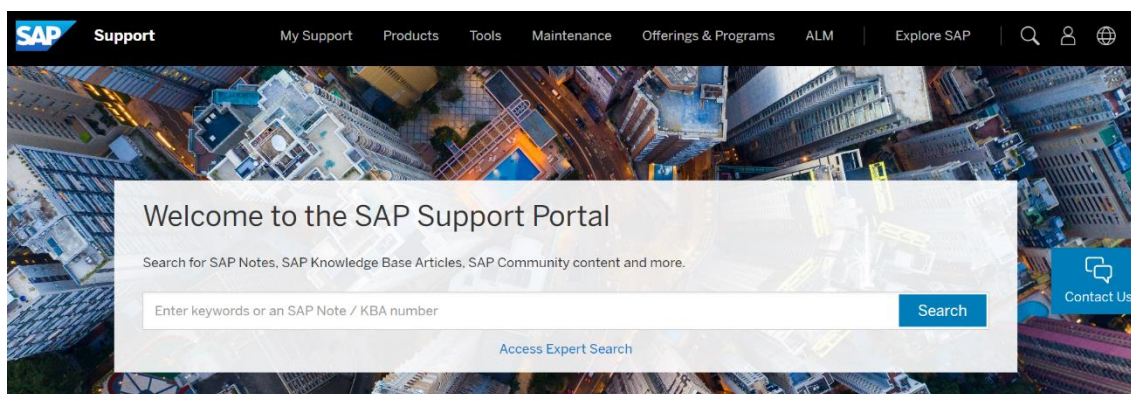 SAP Support My Support Products Tools Maintenance Offerings & Programs ALM Explore SAP
Welcome to the SAP Support Portal
Search for SAP Notes, SAP Knowledge Base Articles, SAP Community content and more.
Enter keywords or an SAP Note / KBA number Search
Contact Us
Access Expert Search